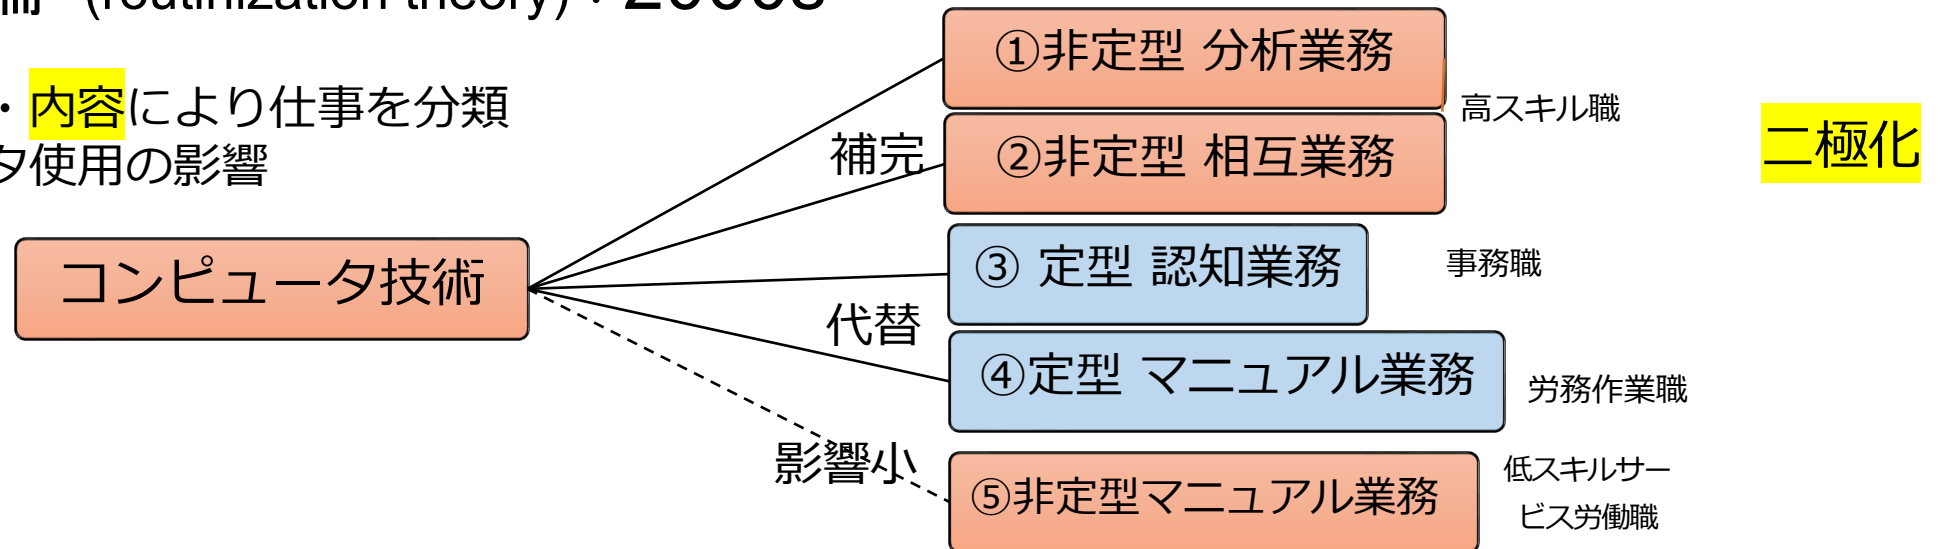 (routinization theory)・2000s
・内容により仕事を分類
タ使用の影響
コンピュータ技術
補完
代替
影響小
①非定型 分析業務
②非定型 相互業務
高スキル職
③ 定型 認知業務
事務職
④定型 マニュアル業務
労務作業職
⑤非定型マニュアル業務
低スキルサー
ビス労働職
二極化